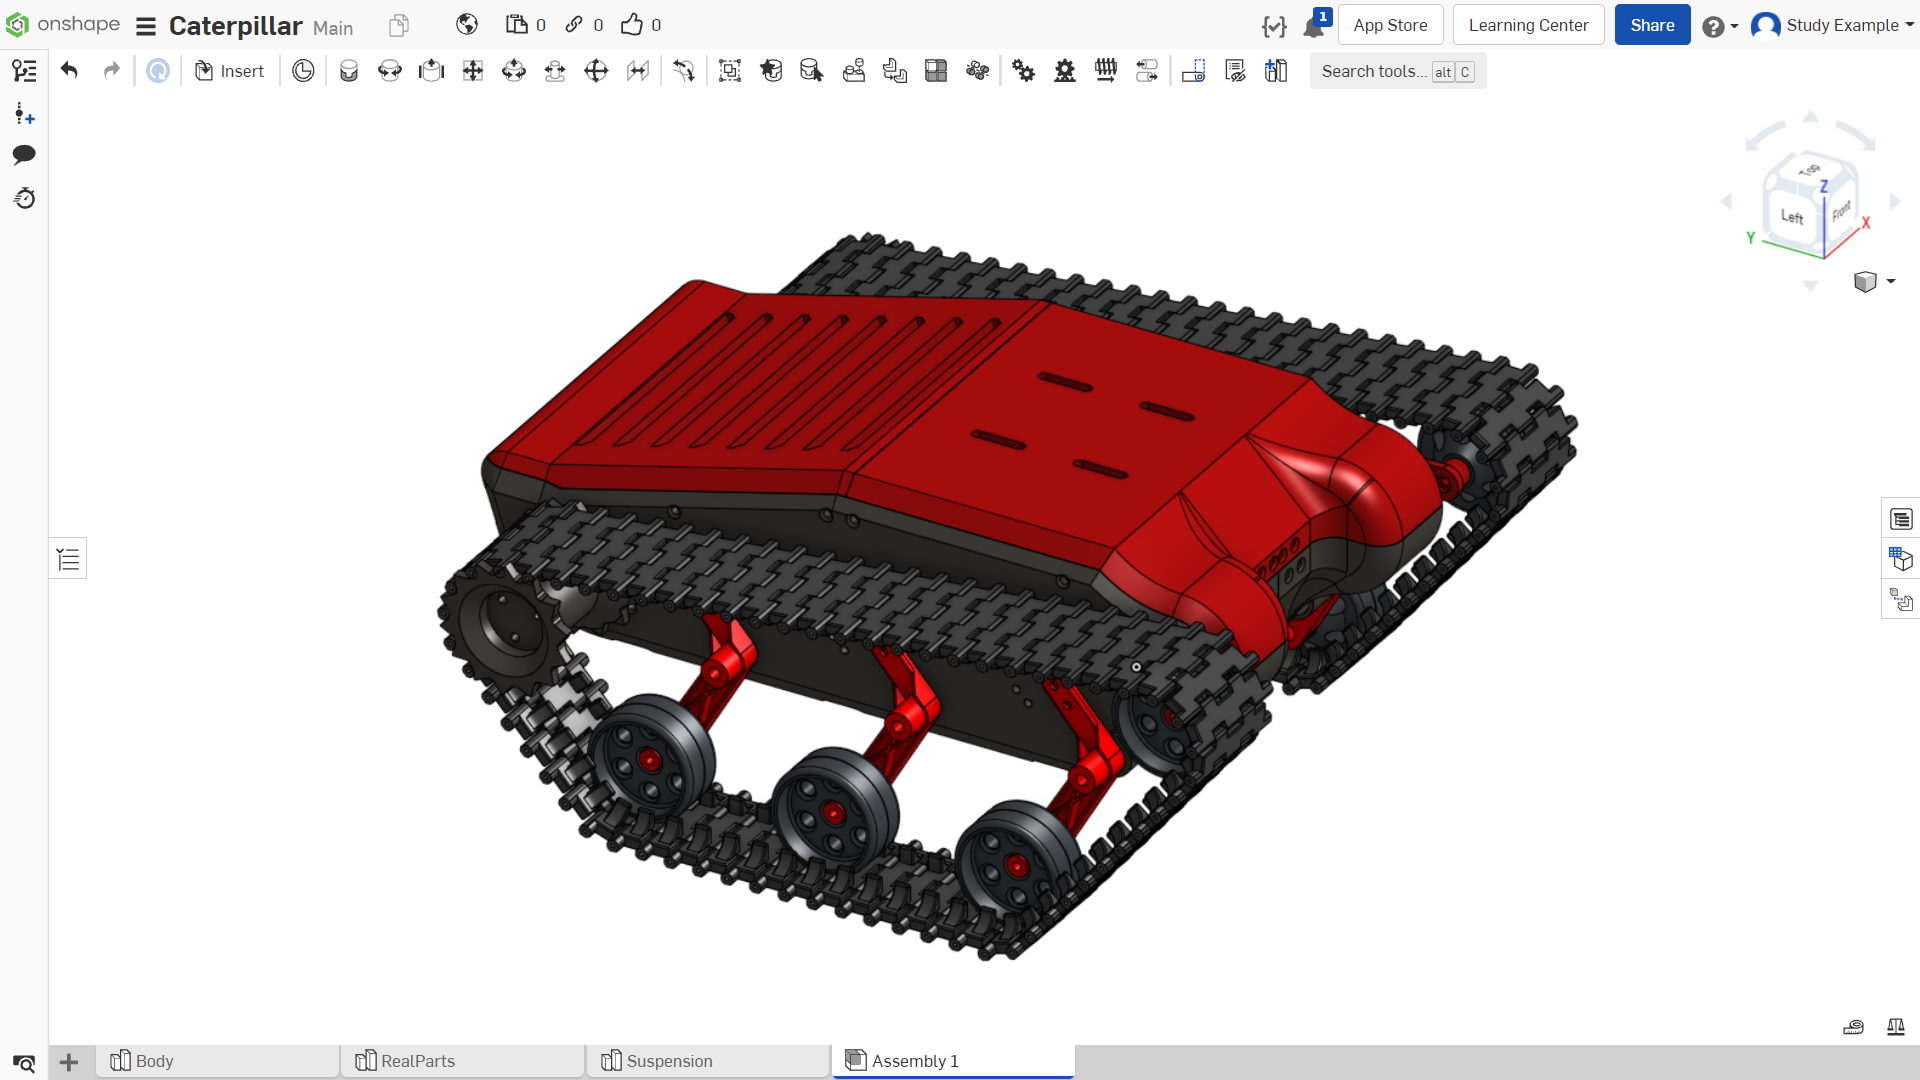 onshape Caterpillar Main 0 0 0 1 App Store Learning Center Share Study Example
Insert Search tools... alt C
Top
Z
Left Front X
Y
Body RealParts Suspension Assembly 1